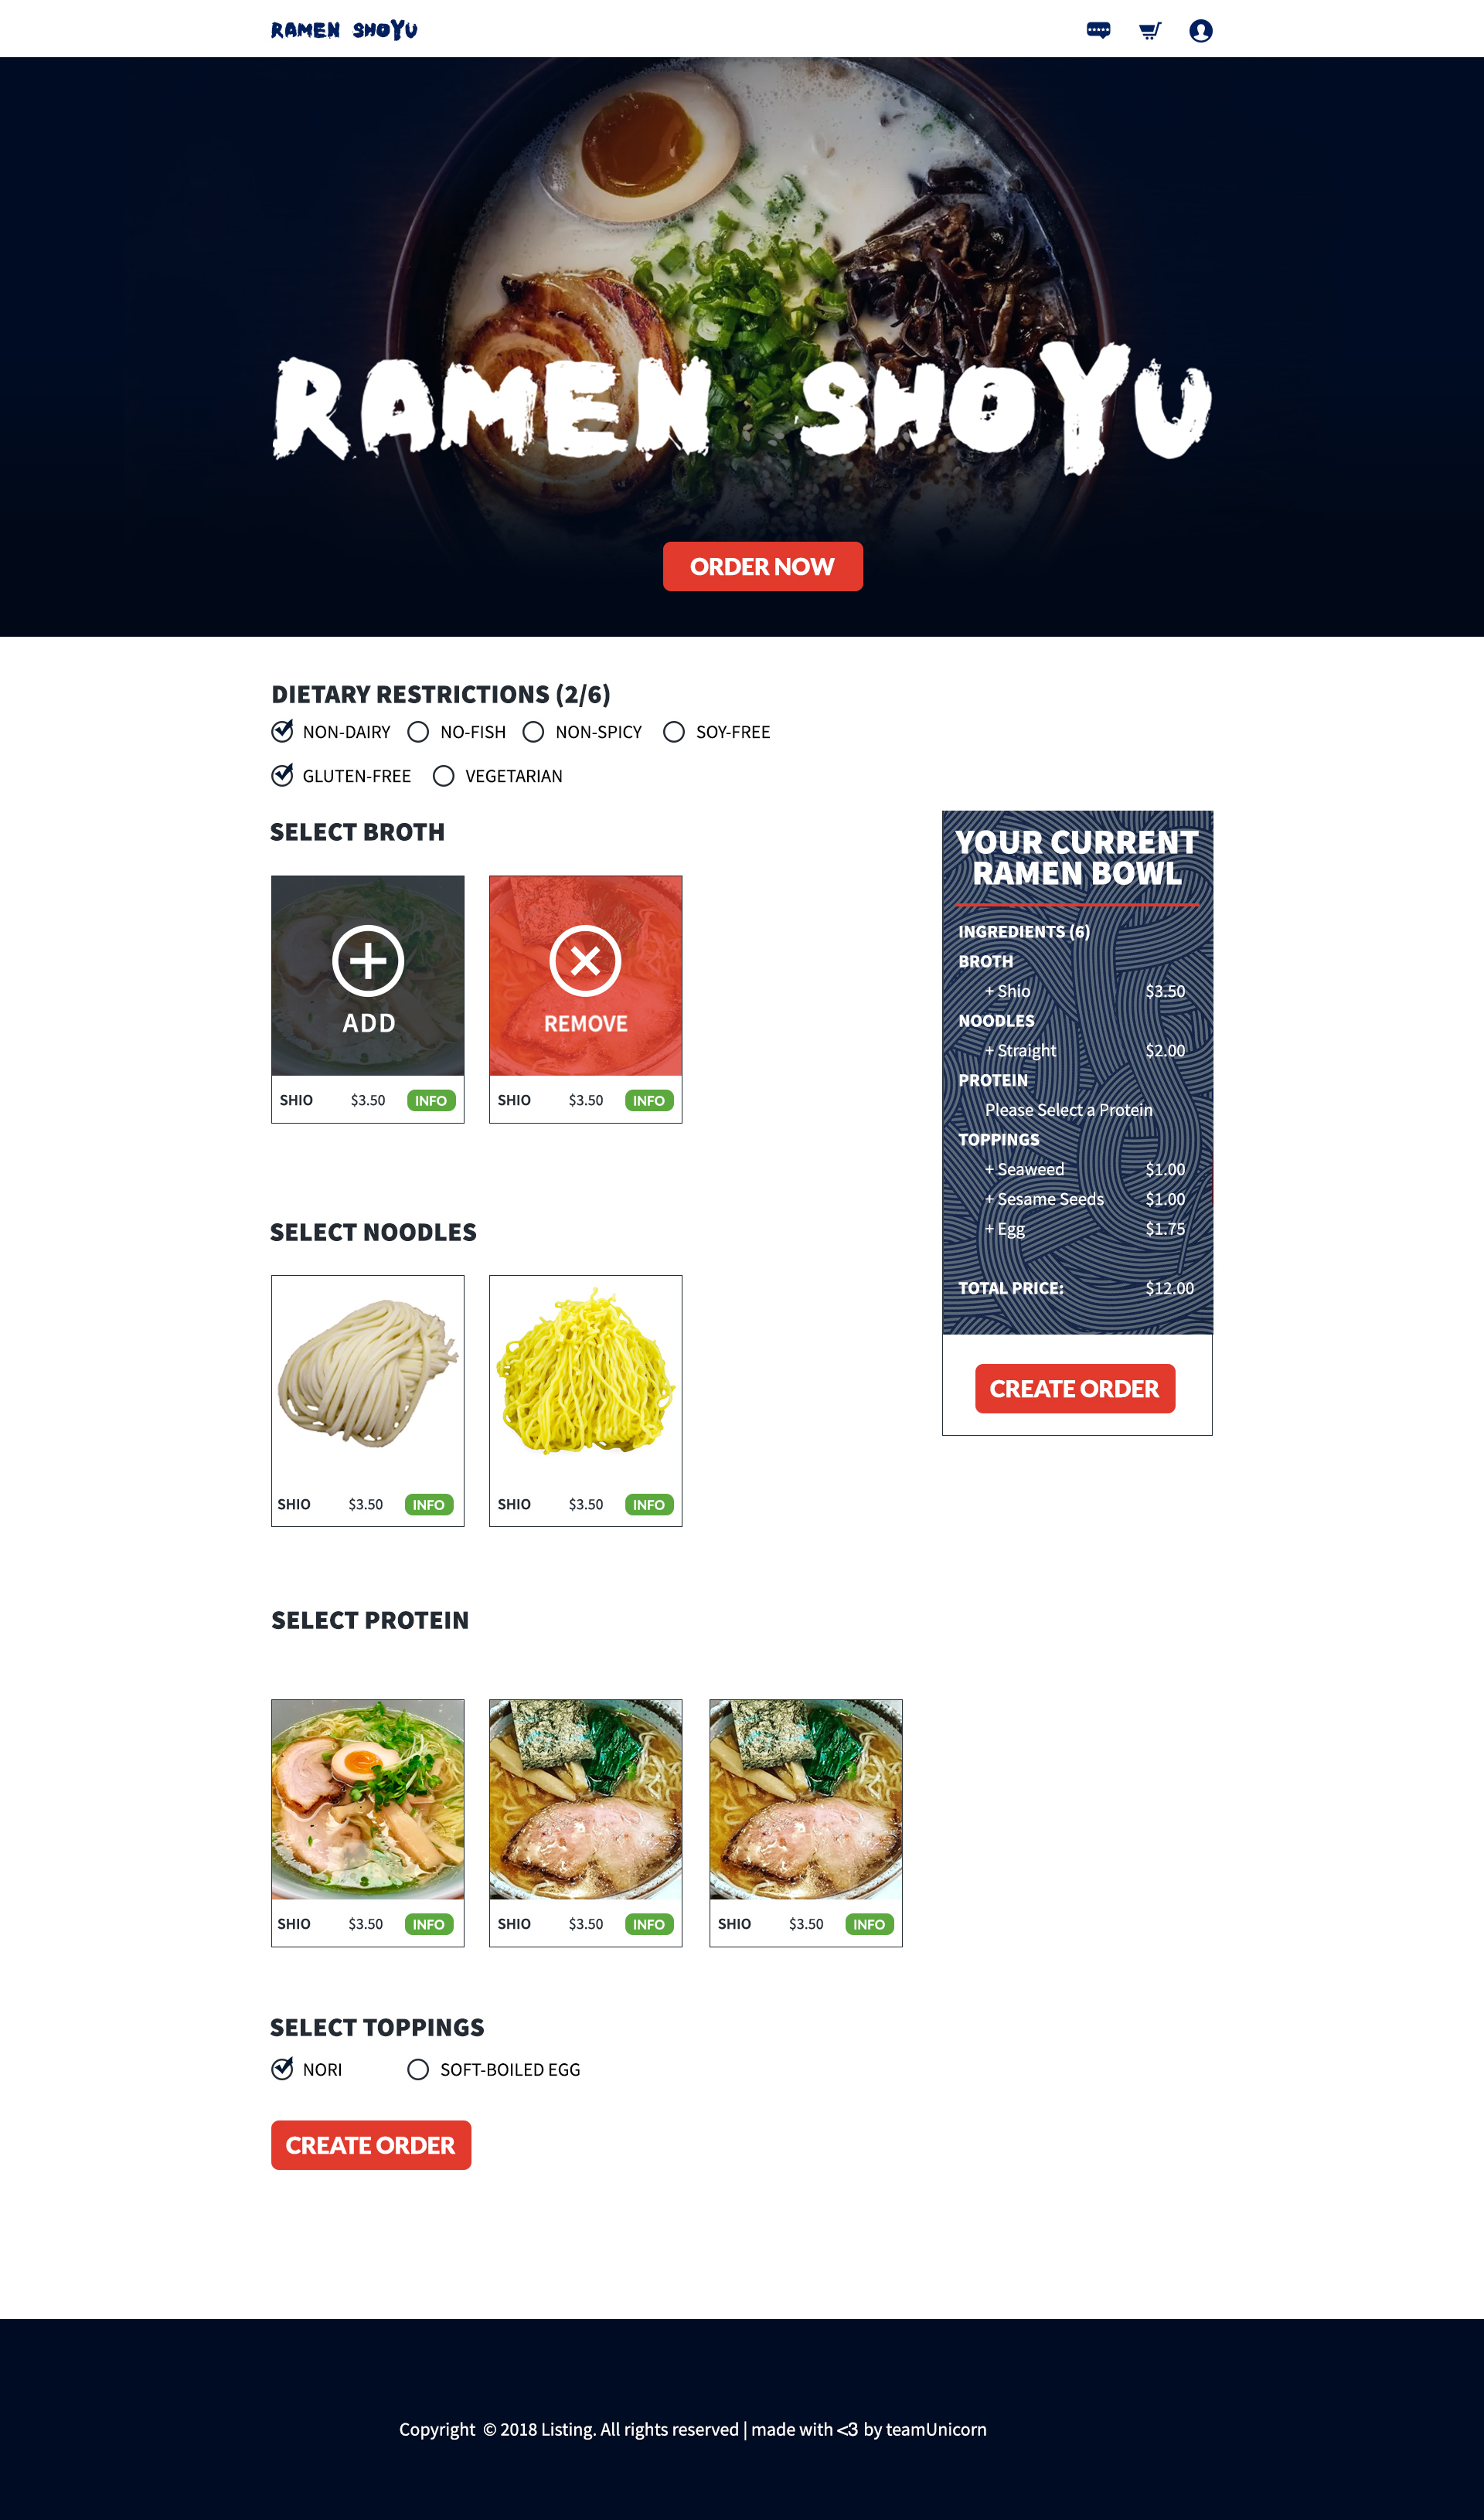 RAMEN SHOYU
RAMEN SHOYU
ORDER NOW
DIETARY RESTRICTIONS (2/6)
NON-DAIRY NO-FISH NON-SPICY SOY-FREE
GLUTEN-FREE VEGETARIAN
SELECT BROTH
ADD
REMOVE
SHIO $3.50 INFO
SHIO $3.50 INFO
SELECT NOODLES
SHIO $3.50 INFO
SHIO $3.50 INFO
SELECT PROTEIN
SHIO $3.50 INFO
SHIO $3.50 INFO
SHIO $3.50 INFO
SELECT TOPPINGS
NORI SOFT-BOILED EGG
CREATE ORDER
YOUR CURRENT
RAMEN BOWL
INGREDIENTS (6)
BROTH
+ Shio $3.50
NOODLES
+ Straight $2.00
PROTEIN
Please Select a Protein
TOPPINGS
+ Seaweed $1.00
+ Sesame Seeds $1.00
+ Egg $1.75
TOTAL PRICE: $12.00
CREATE ORDER
Copyright © 2018 Listing. All rights reserved | made with <3 by teamUnicorn